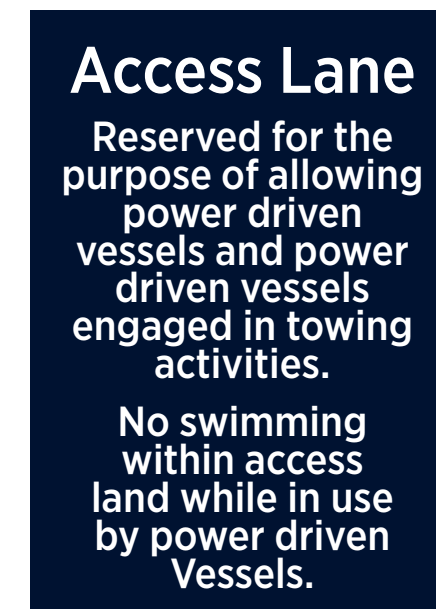 Access Lane
Reserved for the
purpose of allowing
power driven
vessels and power
driven vessels
engaged in towing
activities.
No swimming
within access
land while in use
by power driven
Vessels.